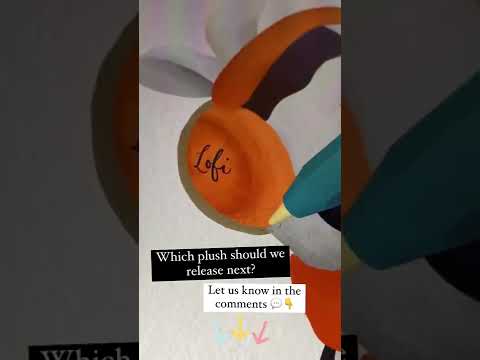 Lofi
Which plush should we
release next?
Let us know in the
comments 💬👇